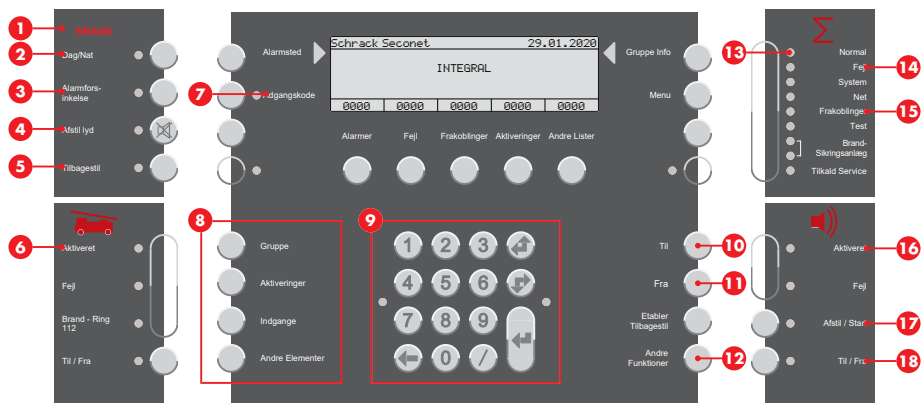 1 BRAND
2 Dag/Nat
3 Alarmfors-
inkelse
4 Afstil lyd
5 Tilbagestil
6 Aktiveret
Fejl
Brand - Ring
112
Til / Fra
Alarmsted
7 Adgangskode
Schrack Seconet 29.01.2020
INTEGRAL
0000 0000 0000 0000 0000
Alarmer Fejl Frakoblinger Aktiveringer Andre Lister
Gruppe Info
Menu
8
Gruppe
Aktiveringer
Indgange
Andre Elementer
9
1 2 3
4 5 6
7 8 9
0 /
Til 10
Fra 11
Etabler
Tilbagestil
Andre
Funktioner 12
Σ
13 Normal
Fejl 14
System
Net
Frakoblinger 15
Test
Brand-
Sikringsanlæg
Tilkald Service
Aktiveret 16
Fejl
Afstil / Start 17
Til / Fra 18